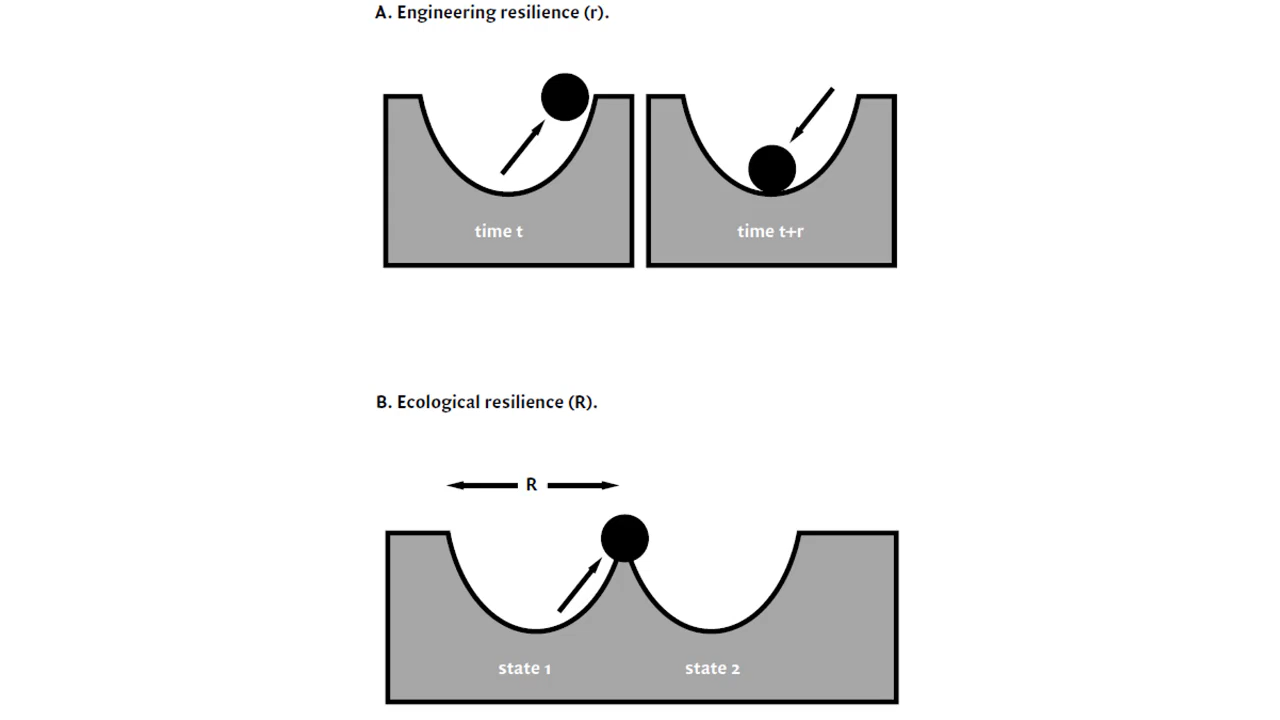 A. Engineering resilience (r).
time t
time t+r
B. Ecological resilience (R).
R
state 1
state 2